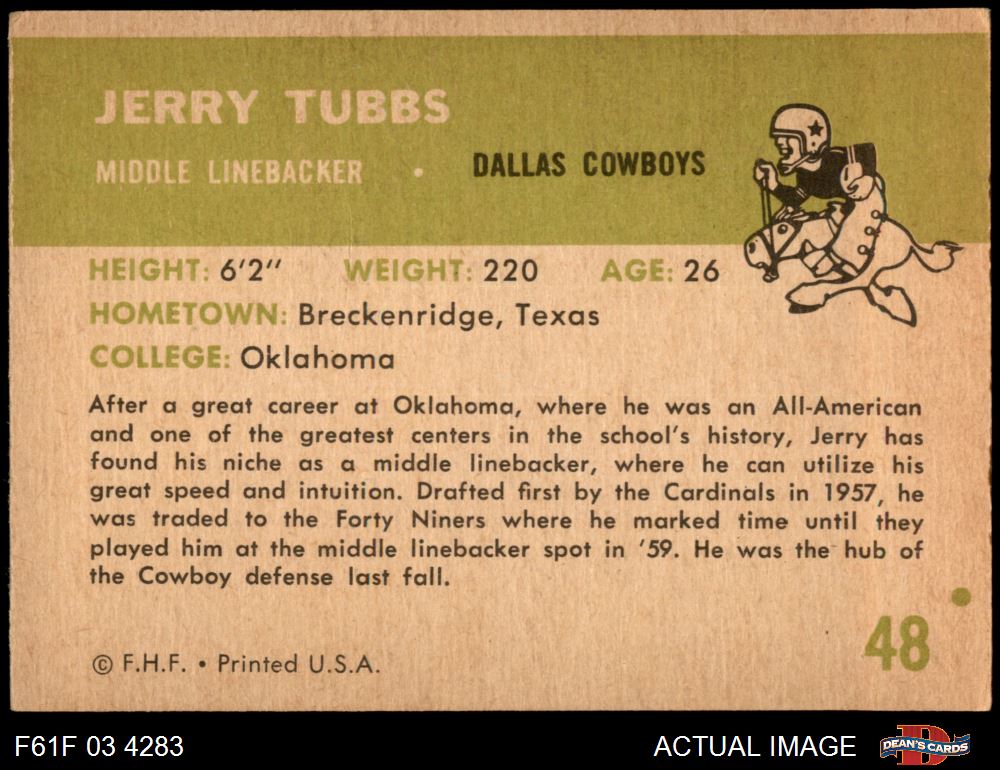 JERRY TUBBS
MIDDLE LINEBACKER • DALLAS COWBOYS
HEIGHT: 6'2" WEIGHT: 220 AGE: 26
HOMETOWN: Breckenridge, Texas
COLLEGE: Oklahoma
After a great career at Oklahoma, where he was an All-American
and one of the greatest centers in the school's history, Jerry has
found his niche as a middle linebacker, where he can utilize his
great speed and intuition. Drafted first by the Cardinals in 1957, he
was traded to the Forty Niners where he marked time until they
played him at the middle linebacker spot in '59. He was the hub of
the Cowboy defense last fall.
48
© F.H.F. • Printed U.S.A.
F61F 03 4283 ACTUAL IMAGE D DEAN'S CARDS